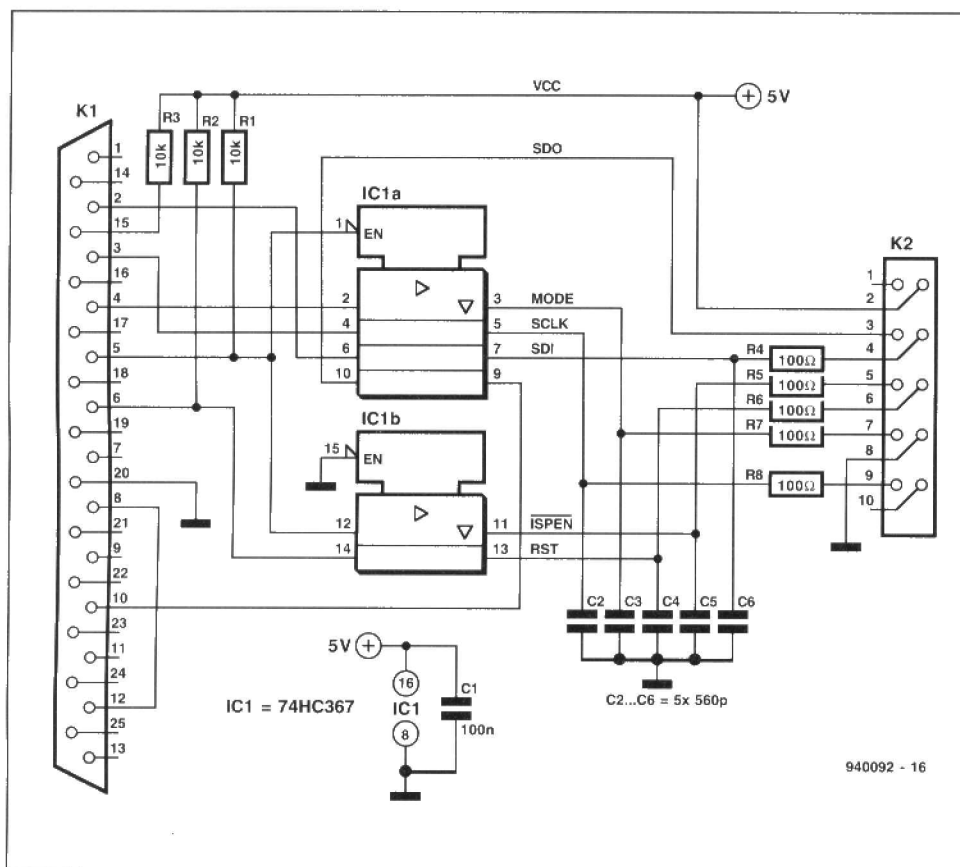 VCC
5V
K1
R3
R2
R1
10k
10k
10k
SDO
IC1a
1
EN
K2
1
14
2
15
3
16
4
17
5
18
6
19
7
20
8
21
9
22
10
23
11
24
12
25
13
2
3
MODE
4
5
SCLK
6
7
SDI
10
9
IC1b
15
EN
12
11
ISPEN
14
13
RST
R4
100Ω
R5
100Ω
R6
100Ω
R7
100Ω
R8
100Ω
1
2
3
4
5
6
7
8
9
10
C2
C3
C4
C5
C6
C2...C6 = 5x 560p
5V
16
IC1
8
C1
100n
IC1 = 74HC367
940092 - 16